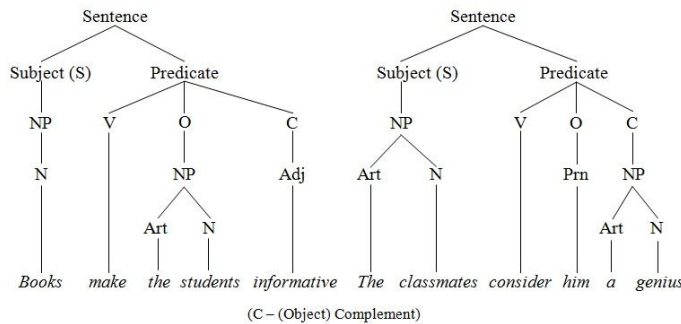 Sentence Sentence
Subject (S) Predicate Subject (S) Predicate
NP V O C NP V O C
N NP Adj Art N Prn NP
Art N Art N
Books make the students informative The classmates consider him a genius
(C – (Object) Complement)